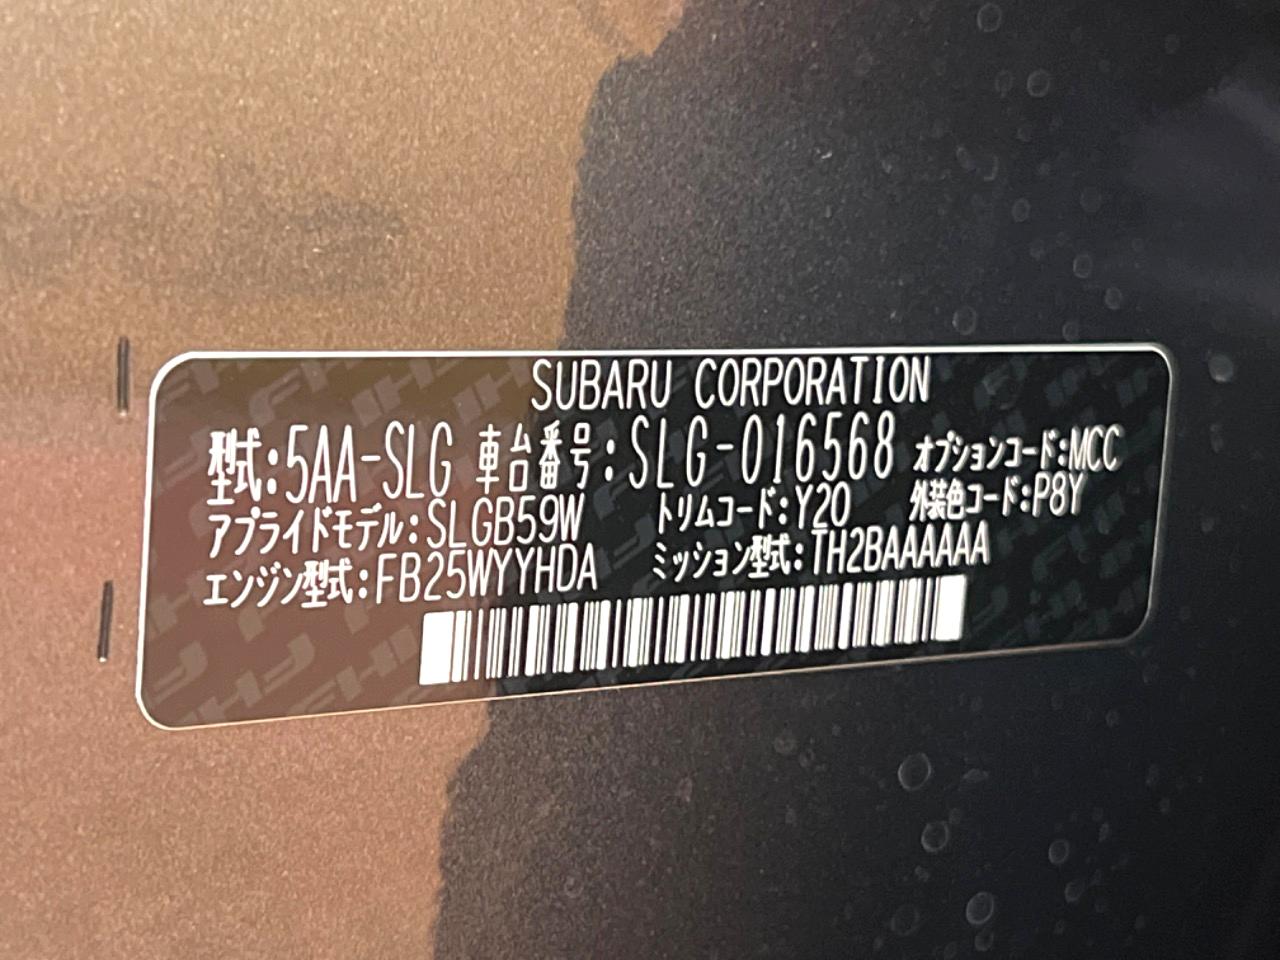 SUBARU CORPORATION
型式:5AA-SLG 車台番号:SLG-016568 オプションコード:MCC
アプライドモデル:SLGB59W トリムコード:Y20 外装色コード:P8Y
エンジン型式:FB25WYYHDA ミッション型式:TH2BAAAAAA